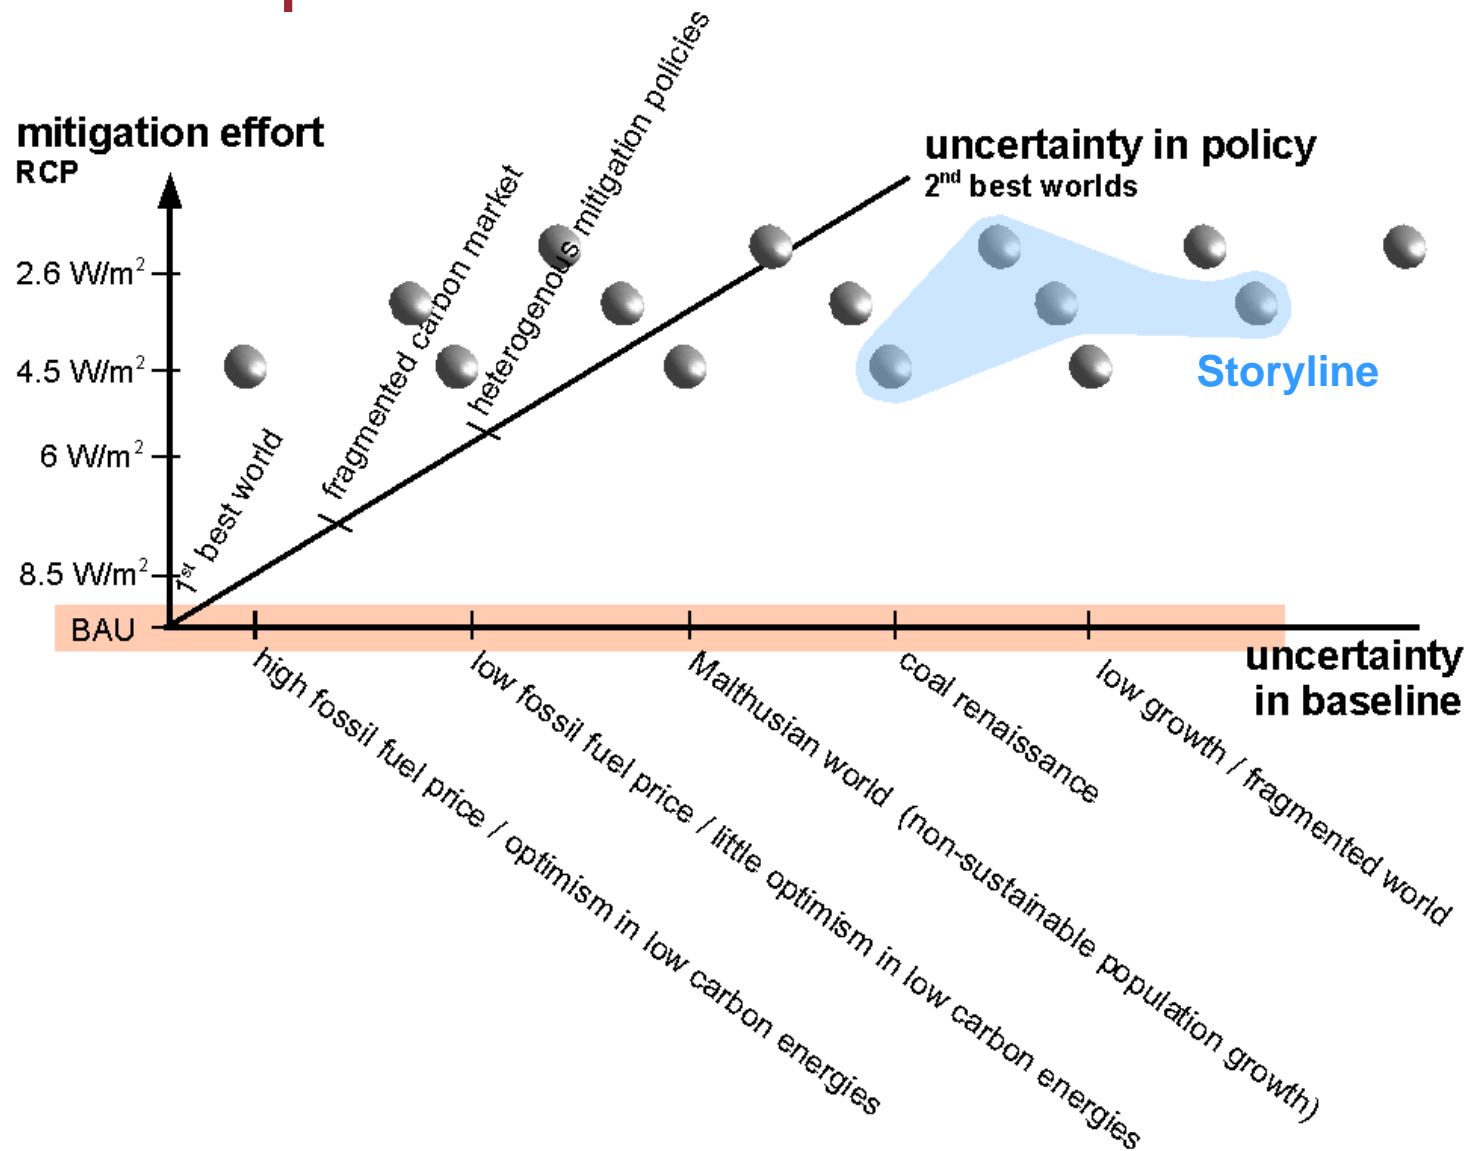 mitigation effort
RCP
uncertainty in policy
2nd best worlds
2.6 W/m2
4.5 W/m2
6 W/m2
8.5 W/m2
BAU
1st best world
fragmented carbon market
heterogenous mitigation policies
Storyline
uncertainty
in baseline
high fossil fuel price / optimism in low carbon energies
low fossil fuel price / little optimism in low carbon energies
Malthusian world (non-sustainable population growth)
coal renaissance
low growth / fragmented world